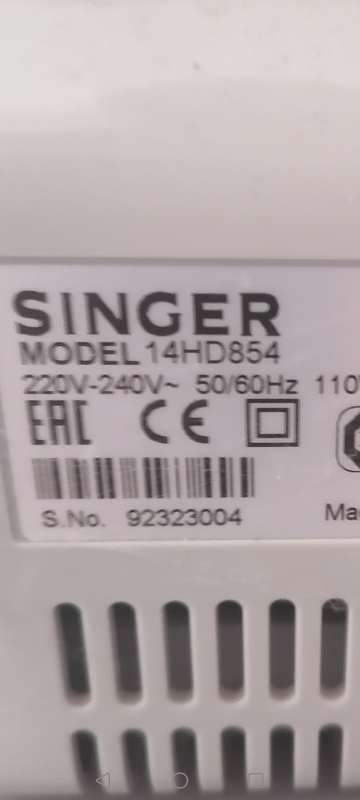 SINGER
MODEL 14HD854
220V-240V~ 50/60Hz 110
EAC CE
S.No. 92323004 Ma